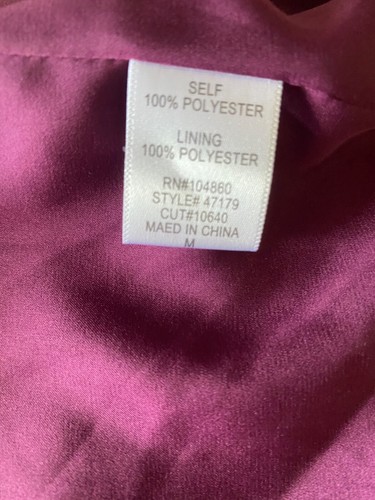 SELF
100% POLYESTER
LINING
100% POLYESTER
RN#104860
STYLE# 47179
CUT#10640
MAED IN CHINA
M